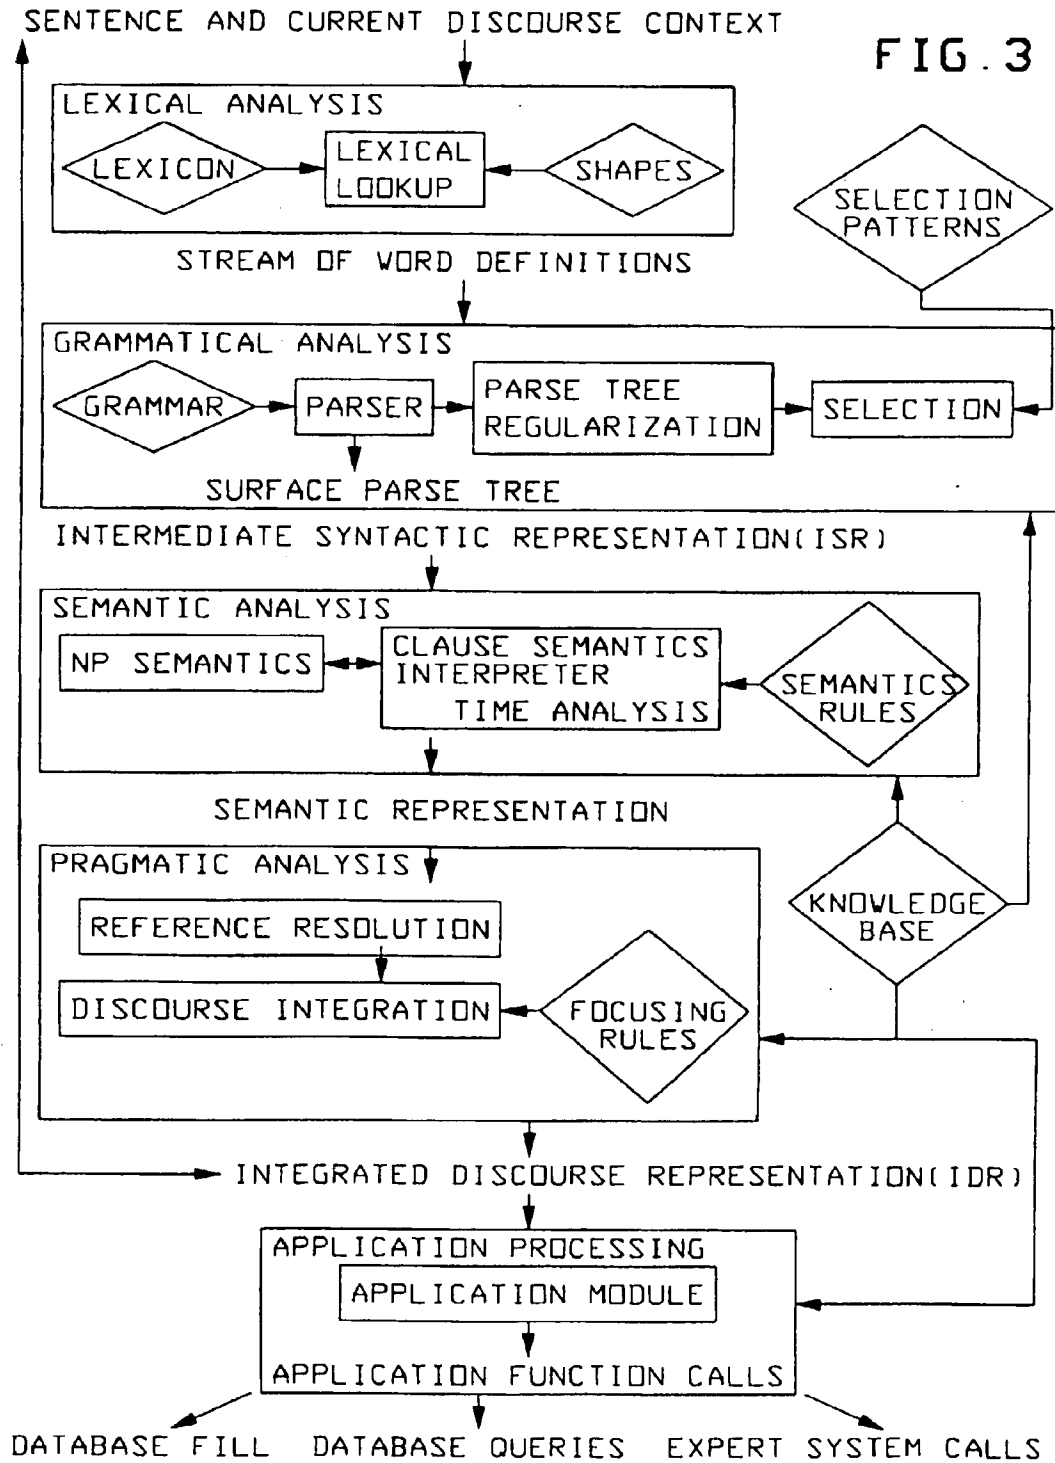 SENTENCE AND CURRENT DISCOURSE CONTEXT
FIG.3
LEXICAL ANALYSIS
LEXICON
LEXICAL
LOOKUP
SHAPES
SELECTION
PATTERNS
STREAM OF WORD DEFINITIONS
GRAMMATICAL ANALYSIS
GRAMMAR
PARSER
PARSE TREE
REGULARIZATION
SELECTION
SURFACE PARSE TREE
INTERMEDIATE SYNTACTIC REPRESENTATION(ISR)
SEMANTIC ANALYSIS
NP SEMANTICS
CLAUSE SEMANTICS
INTERPRETER
TIME ANALYSIS
SEMANTICS
RULES
SEMANTIC REPRESENTATION
PRAGMATIC ANALYSIS
REFERENCE RESOLUTION
DISCOURSE INTEGRATION
FOCUSING
RULES
KNOWLEDGE
BASE
INTEGRATED DISCOURSE REPRESENTATION(IDR)
APPLICATION PROCESSING
APPLICATION MODULE
APPLICATION FUNCTION CALLS
DATABASE FILL
DATABASE QUERIES
EXPERT SYSTEM CALLS